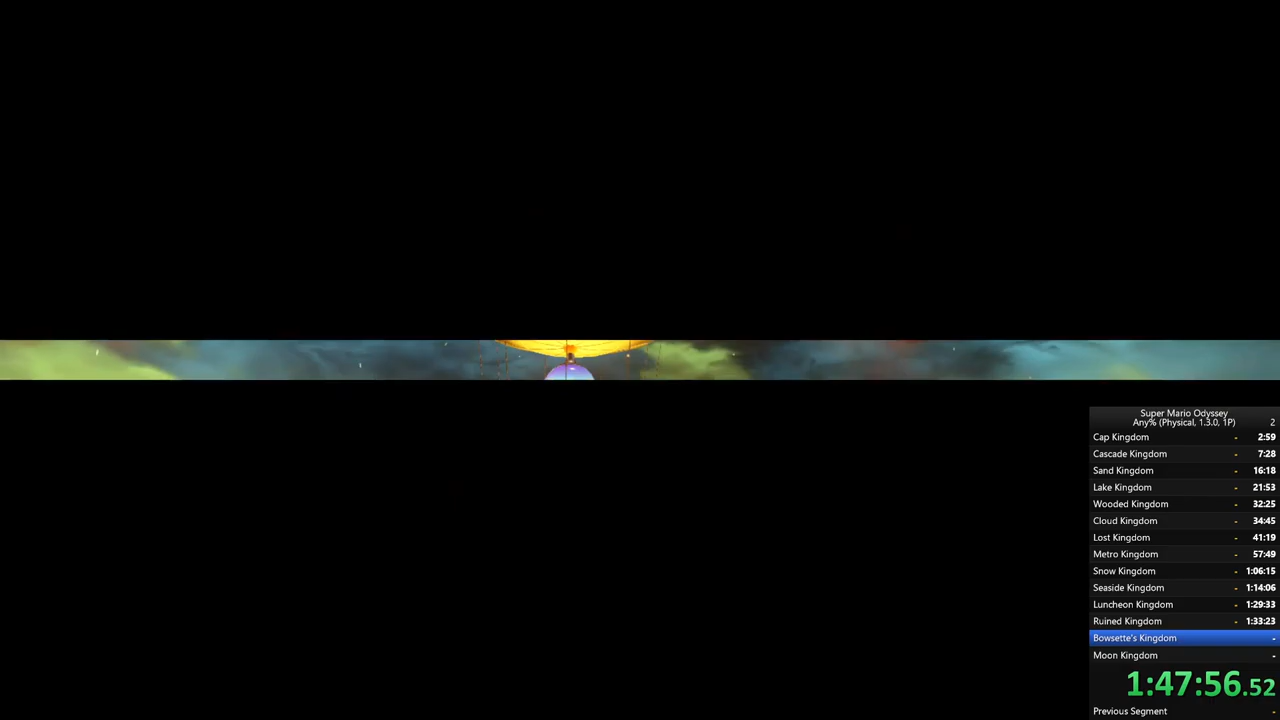 Super Mario Odyssey
Any% (Physical, 1.3.0, 1P) 2
Cap Kingdom - 2:59
Cascade Kingdom - 7:28
Sand Kingdom - 16:18
Lake Kingdom - 21:53
Wooded Kingdom - 32:25
Cloud Kingdom - 34:45
Lost Kingdom - 41:19
Metro Kingdom - 57:49
Snow Kingdom - 1:06:15
Seaside Kingdom - 1:14:06
Luncheon Kingdom - 1:29:33
Ruined Kingdom - 1:33:23
Bowsette's Kingdom -
Moon Kingdom -
1:47:56.52
Previous Segment -